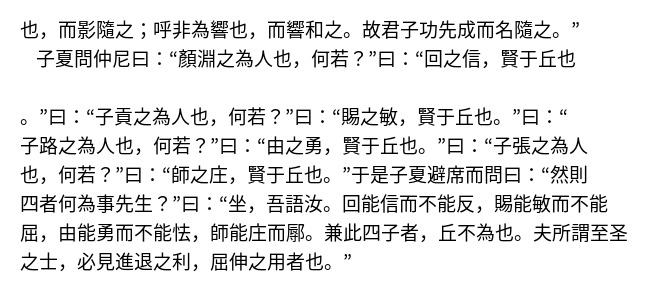 也，而影隨之；呼非為響也，而響和之。故君子功先成而名隨之。”
子夏問仲尼曰：“顏淵之為人也，何若？”曰：“回之信，賢于丘也
。”曰：“子貢之為人也，何若？”曰：“賜之敏，賢于丘也。”曰：“
子路之為人也，何若？”曰：“由之勇，賢于丘也。”曰：“子張之為人
也，何若？”曰：“師之庄，賢于丘也。”于是子夏避席而問曰：“然則
四者何為事先生？”曰：“坐，吾語汝。回能信而不能反，賜能敏而不能
屈，由能勇而不能怯，師能庄而鄏。兼此四子者，丘不為也。夫所謂至圣
之士，必見進退之利，屈伸之用者也。”